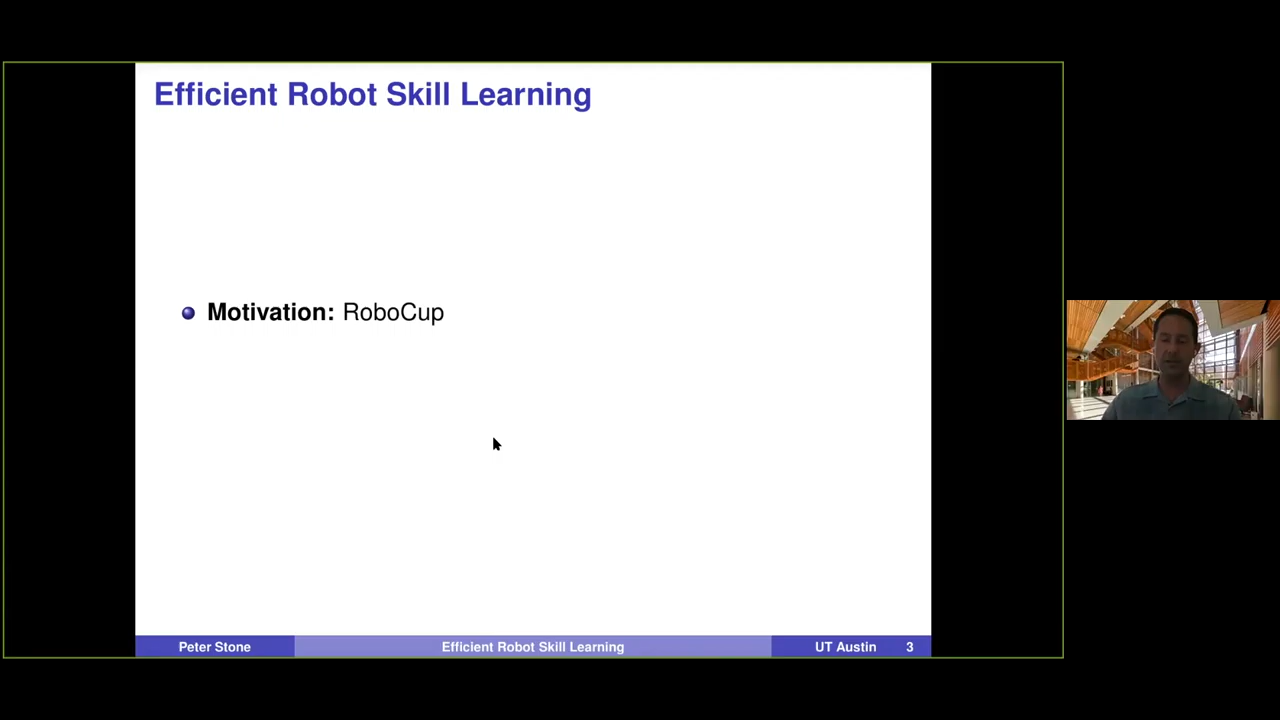 Efficient Robot Skill Learning
Motivation: RoboCup
Peter Stone
Efficient Robot Skill Learning
UT Austin
3